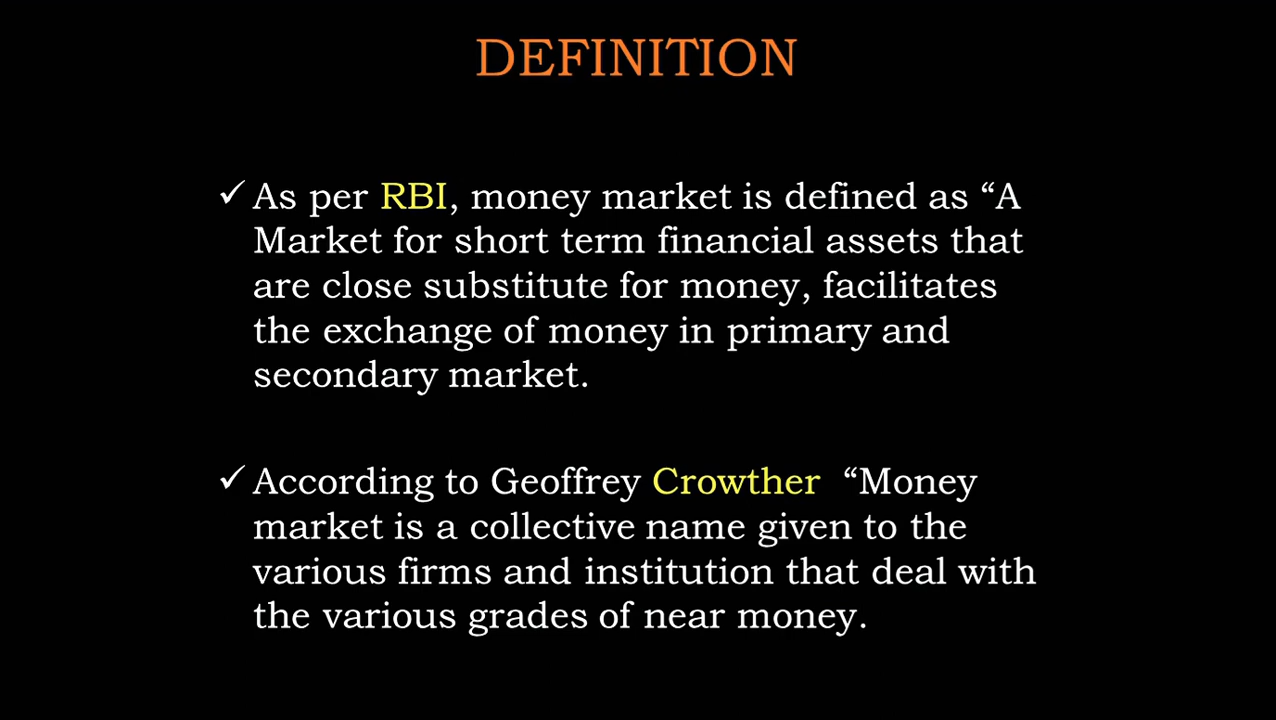 DEFINITION
✓ As per RBI, money market is defined as “A
Market for short term financial assets that
are close substitute for money, facilitates
the exchange of money in primary and
secondary market.
✓ According to Geoffrey Crowther “Money
market is a collective name given to the
various firms and institution that deal with
the various grades of near money.